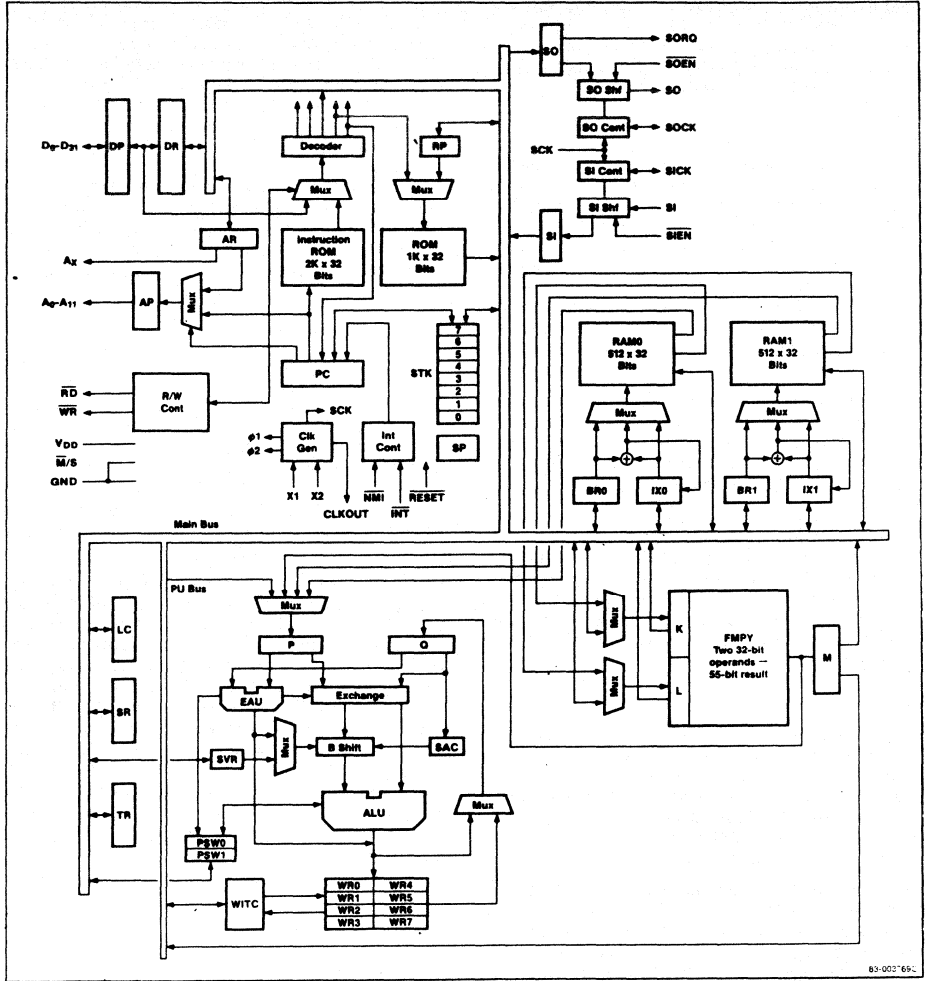 SORQ
SO
SOEN
SO Shf
SO
D0-D31
DP
DR
Decoder
RP
SO Cont
SOCK
SCK
SI Cont
SICK
Mux
Mux
SI Shf
SI
SIEN
SI
AR
Instruction
ROM
2K x 32
Bits
ROM
1K x 32
Bits
AX
A0-A11
AP
Mux
STK
7
6
5
4
3
2
1
0
RAM0
512 x 32
Bits
RAM1
512 x 32
Bits
PC
RD
WR
R/W
Cont
SCK
Mux
Mux
VDD
M/S
GND
φ1
φ2
Clk
Gen
Int
Cont
SP
BR0
IX0
BR1
IX1
X1
X2
NMI
RESET
CLKOUT
INT
Main Bus
PU Bus
Mux
LC
P
Q
Mux
K
L
FMPY
Two 32-bit
operands —
55-bit result
M
Mux
SR
EAU
Exchange
SVR
Mux
B Shift
SAC
TR
ALU
Mux
PSW0
PSW1
WITC
WR0 WR4
WR1 WR5
WR2 WR6
WR3 WR7